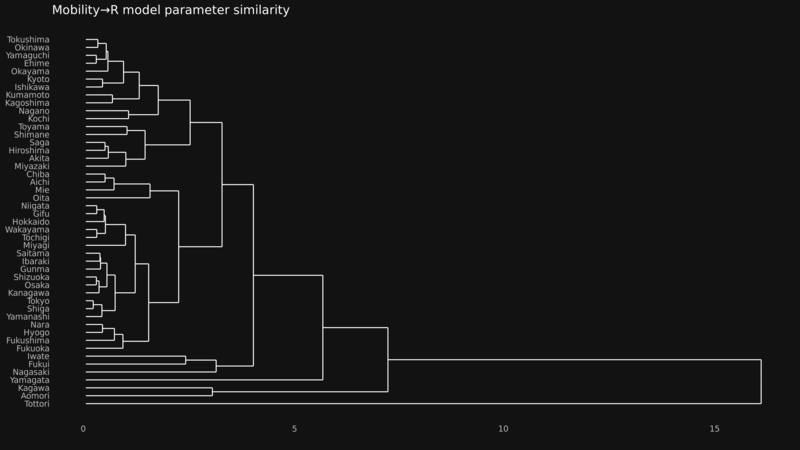 Mobility→R model parameter similarity
Tokushima
Okinawa
Yamaguchi
Ehime
Okayama
Kyoto
Ishikawa
Kumamoto
Kagoshima
Nagano
Kochi
Toyama
Shimane
Saga
Hiroshima
Akita
Miyazaki
Chiba
Aichi
Mie
Oita
Niigata
Gifu
Hokkaido
Wakayama
Tochigi
Miyagi
Saitama
Ibaraki
Gunma
Shizuoka
Osaka
Kanagawa
Tokyo
Shiga
Yamanashi
Nara
Hyogo
Fukushima
Fukuoka
Iwate
Fukui
Nagasaki
Yamagata
Kagawa
Aomori
Tottori
0 5 10 15